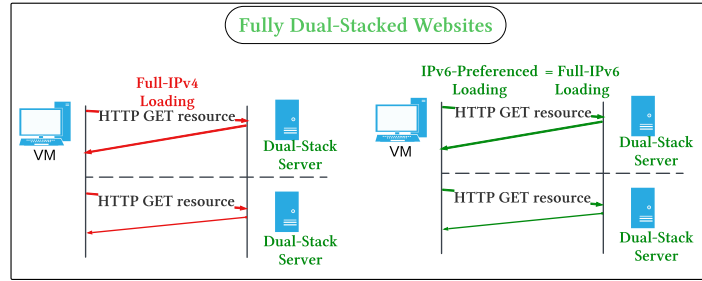 Fully Dual-Stacked Websites
Full-IPv4
Loading
HTTP GET resource
VM
Dual-Stack
Server
HTTP GET resource
Dual-Stack
Server
IPv6-Preferenced = Full-IPv6
Loading Loading
HTTP GET resource
VM
Dual-Stack
Server
HTTP GET resource
Dual-Stack
Server